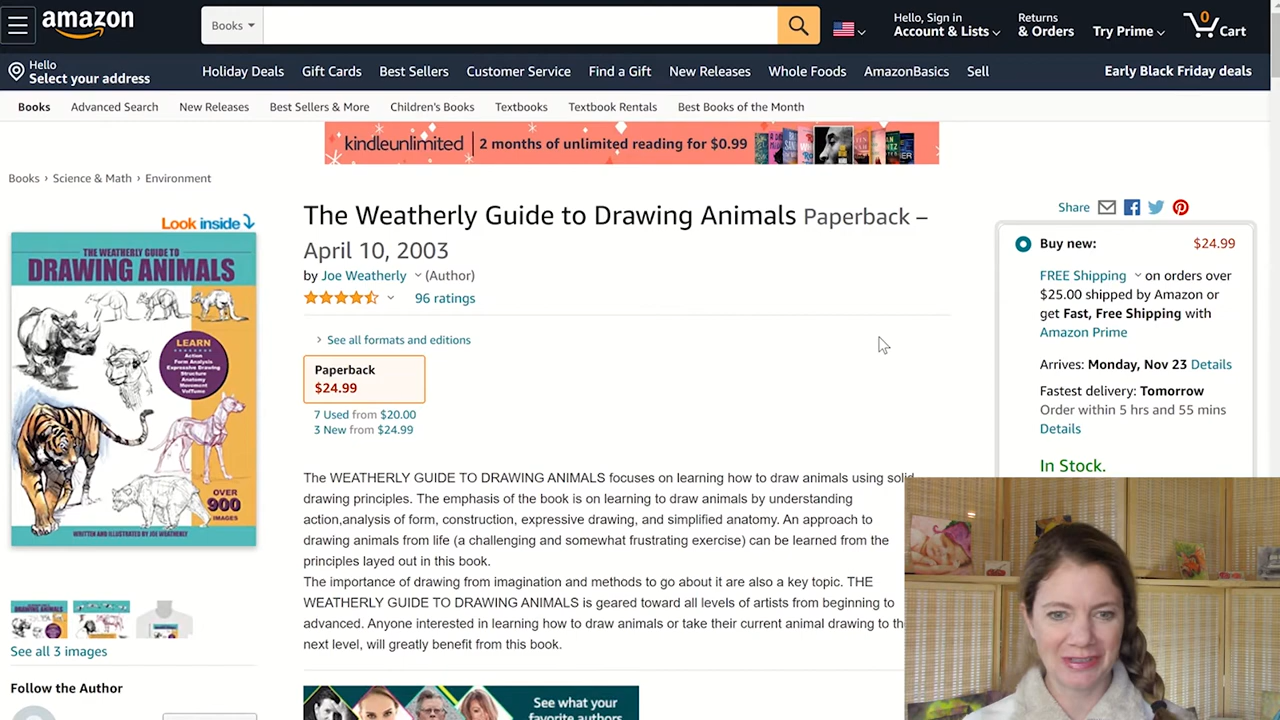 amazon
Books
Hello, Sign in
Account & Lists
Returns
& Orders
Try Prime
0
Cart
Hello
Select your address
Holiday Deals
Gift Cards
Best Sellers
Customer Service
Find a Gift
New Releases
Whole Foods
AmazonBasics
Sell
Early Black Friday deals
Books
Advanced Search
New Releases
Best Sellers & More
Children's Books
Textbooks
Textbook Rentals
Best Books of the Month
kindleunlimited
2 months of unlimited reading for $0.99
Books › Science & Math › Environment
Look inside
THE WEATHERLY GUIDE TO
DRAWING ANIMALS
LEARN
Action
Form Analysis
Expressive Drawing
Structure
Anatomy
Movement
Volume
OVER
900
IMAGES
WRITTEN AND ILLUSTRATED BY JOE WEATHERLY
See all 3 images
Follow the Author
The Weatherly Guide to Drawing Animals Paperback –
April 10, 2003
by Joe Weatherly (Author)
96 ratings
See all formats and editions
Paperback
$24.99
7 Used from $20.00
3 New from $24.99
The WEATHERLY GUIDE TO DRAWING ANIMALS focuses on learning how to draw animals using solid
drawing principles. The emphasis of the book is on learning to draw animals by understanding
action,analysis of form, construction, expressive drawing, and simplified anatomy. An approach to
drawing animals from life (a challenging and somewhat frustrating exercise) can be learned from the
principles layed out in this book.
The importance of drawing from imagination and methods to go about it are also a key topic. THE
WEATHERLY GUIDE TO DRAWING ANIMALS is geared toward all levels of artists from beginning to
advanced. Anyone interested in learning how to draw animals or take their current animal drawing to th
next level, will greatly benefit from this book.
See what your
favorite authors
Share
Buy new:
$24.99
FREE Shipping on orders over
$25.00 shipped by Amazon or
get Fast, Free Shipping with
Amazon Prime
Arrives: Monday, Nov 23 Details
Fastest delivery: Tomorrow
Order within 5 hrs and 55 mins
Details
In Stock.